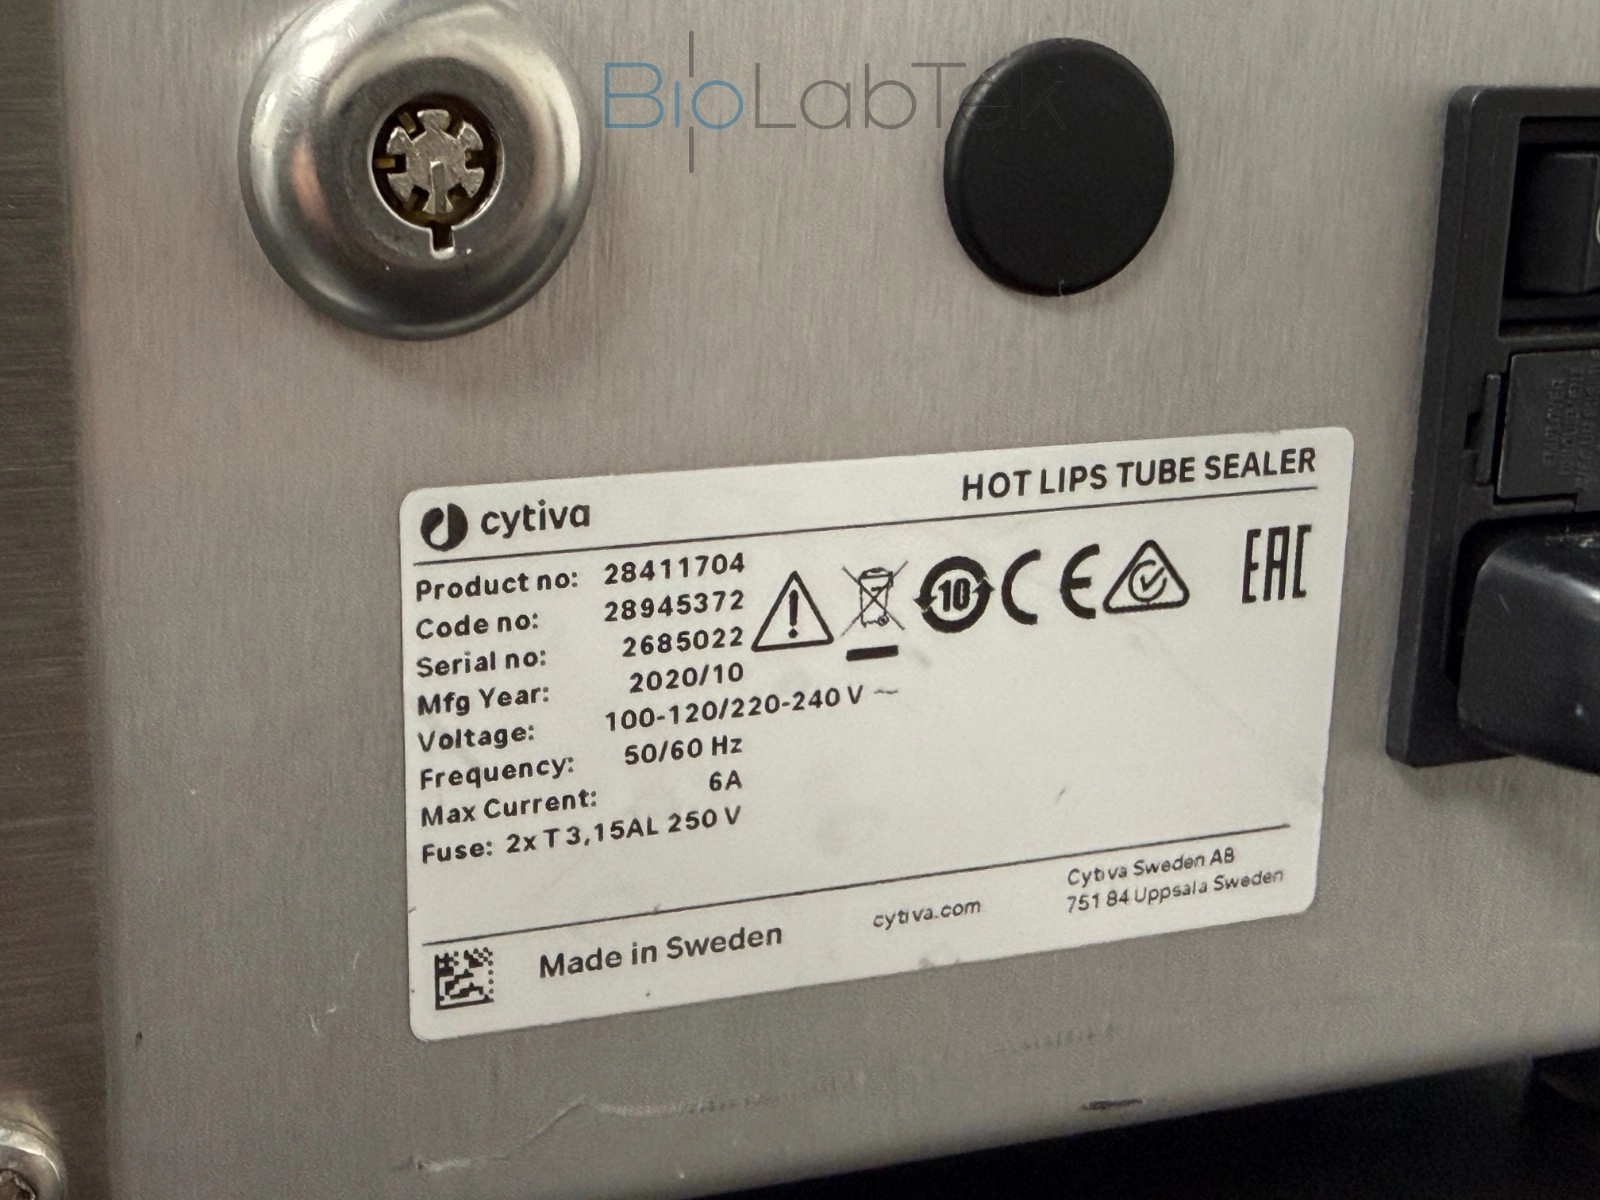 BioLabTek
cytiva
HOT LIPS TUBE SEALER
Product no: 28411704
Code no: 28945372
Serial no: 2685022
Mfg Year: 2020/10
Voltage: 100-120/220-240 V ~
Frequency: 50/60 Hz
Max Current: 6A
Fuse: 2x T 3,15AL 250 V
10
CE
EAC
Made in Sweden
cytiva.com
Cytiva Sweden AB
751 84 Uppsala Sweden